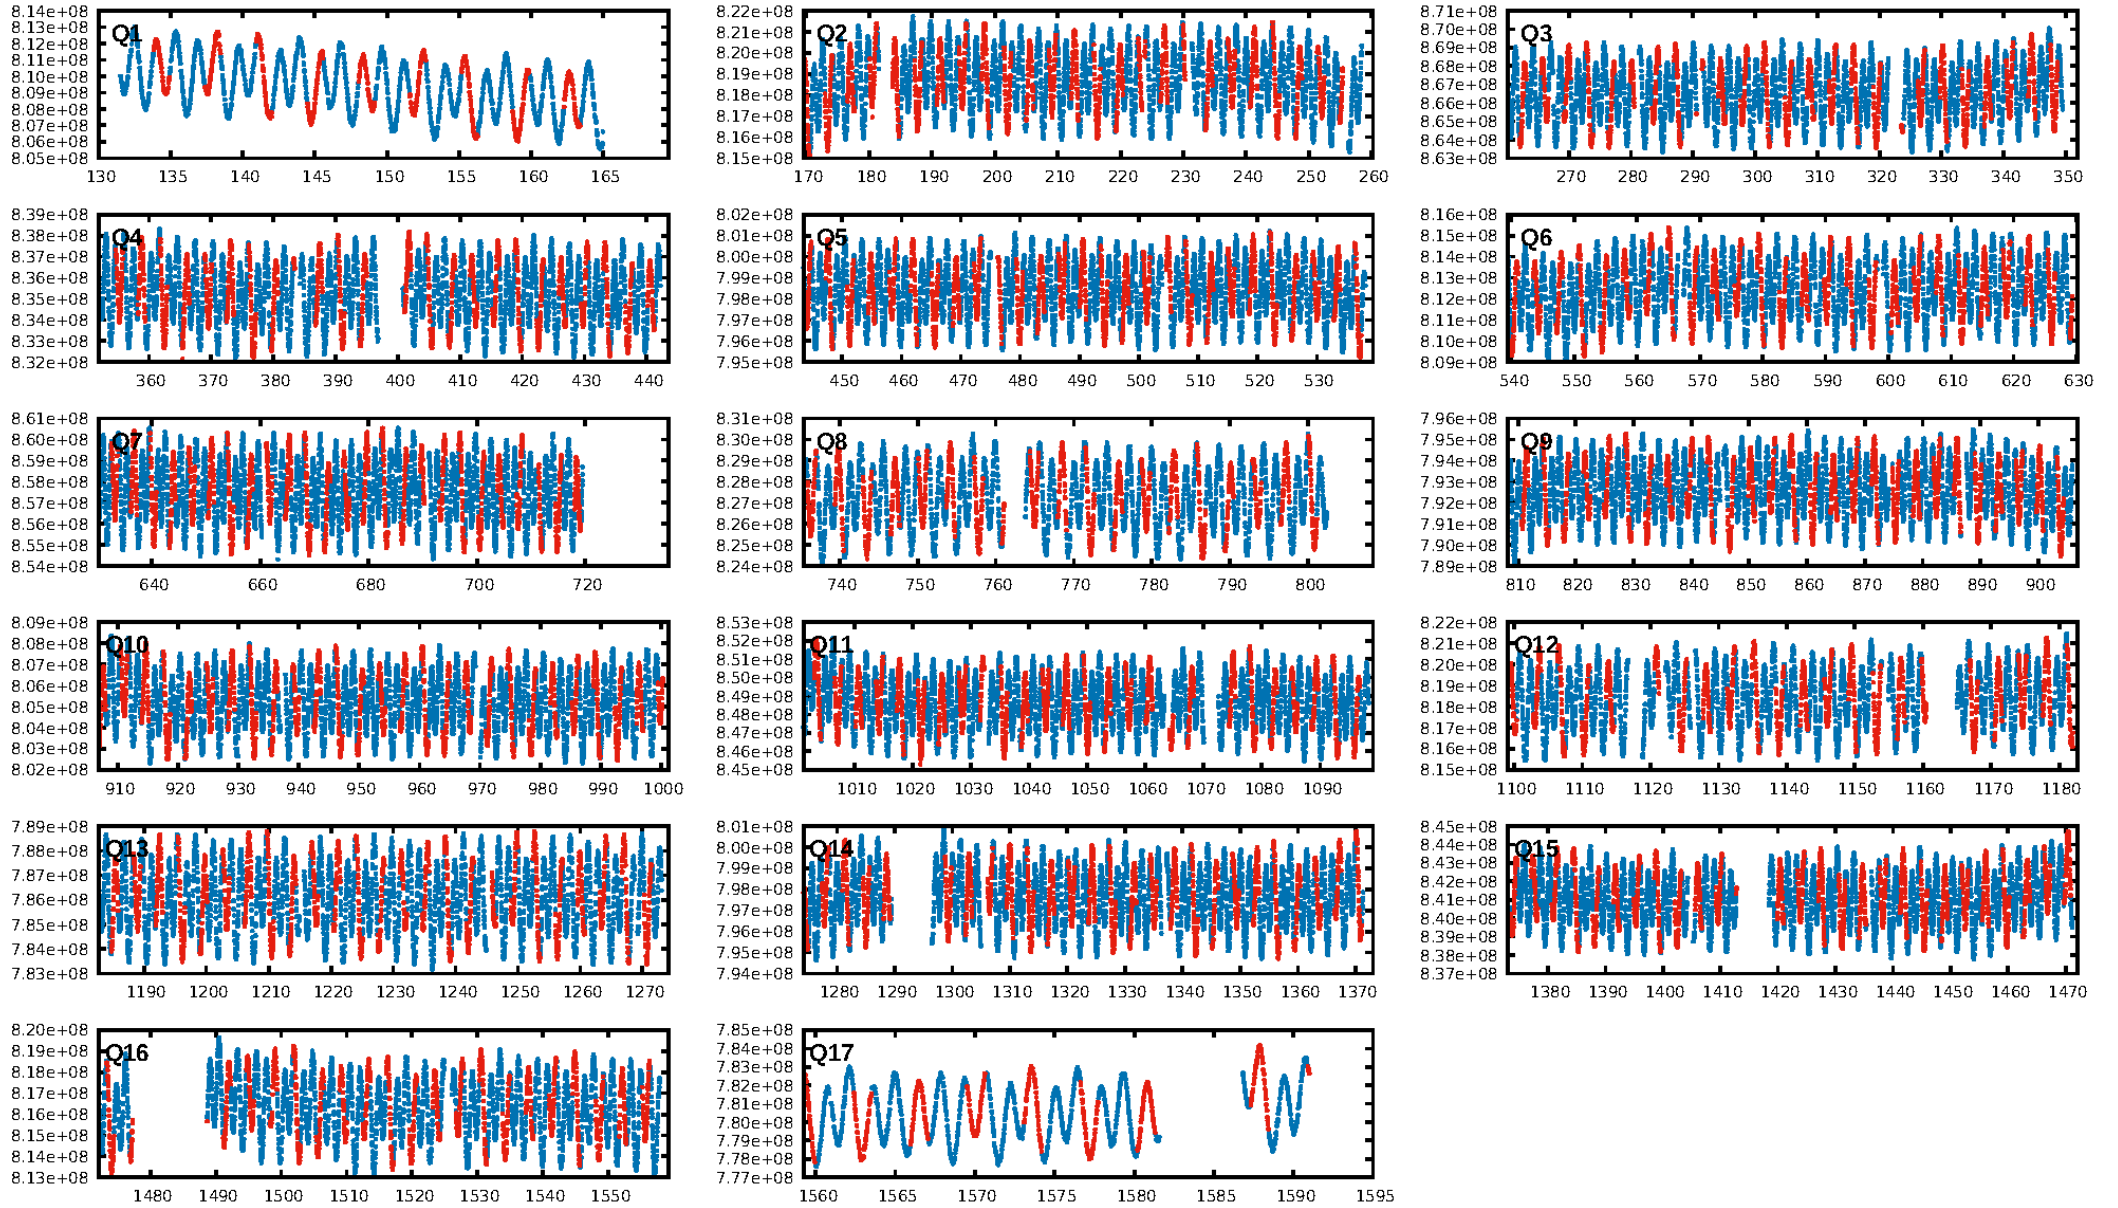 8.14e+08 8.13e+08 8.12e+08 8.11e+08 8.10e+08 8.09e+08 8.08e+08 8.07e+08 8.06e+08 8.05e+08
Q1
130 135 140 145 150 155 160 165
8.22e+08 8.21e+08 8.20e+08 8.19e+08 8.18e+08 8.17e+08 8.16e+08 8.15e+08
Q2
170 180 190 200 210 220 230 240 250 260
8.71e+08 8.70e+08 8.69e+08 8.68e+08 8.67e+08 8.66e+08 8.65e+08 8.64e+08 8.63e+08
Q3
270 280 290 300 310 320 330 340 350
8.39e+08 8.38e+08 8.37e+08 8.36e+08 8.35e+08 8.34e+08 8.33e+08 8.32e+08
Q4
360 370 380 390 400 410 420 430 440
8.02e+08 8.01e+08 8.00e+08 7.99e+08 7.98e+08 7.97e+08 7.96e+08 7.95e+08
Q5
450 460 470 480 490 500 510 520 530
8.16e+08 8.15e+08 8.14e+08 8.13e+08 8.12e+08 8.11e+08 8.10e+08 8.09e+08
Q6
540 550 560 570 580 590 600 610 620 630
8.61e+08 8.60e+08 8.59e+08 8.58e+08 8.57e+08 8.56e+08 8.55e+08 8.54e+08
Q7
640 660 680 700 720
8.31e+08 8.30e+08 8.29e+08 8.28e+08 8.27e+08 8.26e+08 8.25e+08 8.24e+08
Q8
740 750 760 770 780 790 800
7.96e+08 7.95e+08 7.94e+08 7.93e+08 7.92e+08 7.91e+08 7.90e+08 7.89e+08
Q9
810 820 830 840 850 860 870 880 890 900
8.09e+08 8.08e+08 8.07e+08 8.06e+08 8.05e+08 8.04e+08 8.03e+08 8.02e+08
Q10
910 920 930 940 950 960 970 980 990 1000
8.53e+08 8.52e+08 8.51e+08 8.50e+08 8.49e+08 8.48e+08 8.47e+08 8.46e+08 8.45e+08
Q11
1010 1020 1030 1040 1050 1060 1070 1080 1090
8.22e+08 8.21e+08 8.20e+08 8.19e+08 8.18e+08 8.17e+08 8.16e+08 8.15e+08
Q12
1100 1110 1120 1130 1140 1150 1160 1170 1180
7.89e+08 7.88e+08 7.87e+08 7.86e+08 7.85e+08 7.84e+08 7.83e+08
Q13
1190 1200 1210 1220 1230 1240 1250 1260 1270
8.01e+08 8.00e+08 7.99e+08 7.98e+08 7.97e+08 7.96e+08 7.95e+08 7.94e+08
Q14
1280 1290 1300 1310 1320 1330 1340 1350 1360 1370
8.45e+08 8.44e+08 8.43e+08 8.42e+08 8.41e+08 8.40e+08 8.39e+08 8.38e+08 8.37e+08
Q15
1380 1390 1400 1410 1420 1430 1440 1450 1460 1470
8.20e+08 8.19e+08 8.18e+08 8.17e+08 8.16e+08 8.15e+08 8.14e+08 8.13e+08
Q16
1480 1490 1500 1510 1520 1530 1540 1550
7.85e+08 7.84e+08 7.83e+08 7.82e+08 7.81e+08 7.80e+08 7.79e+08 7.78e+08 7.77e+08
Q17
1560 1565 1570 1575 1580 1585 1590 1595